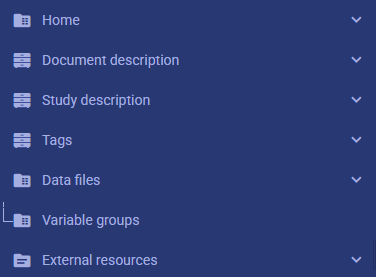 Home
Document description
Study description
Tags
Data files
Variable groups
External resources